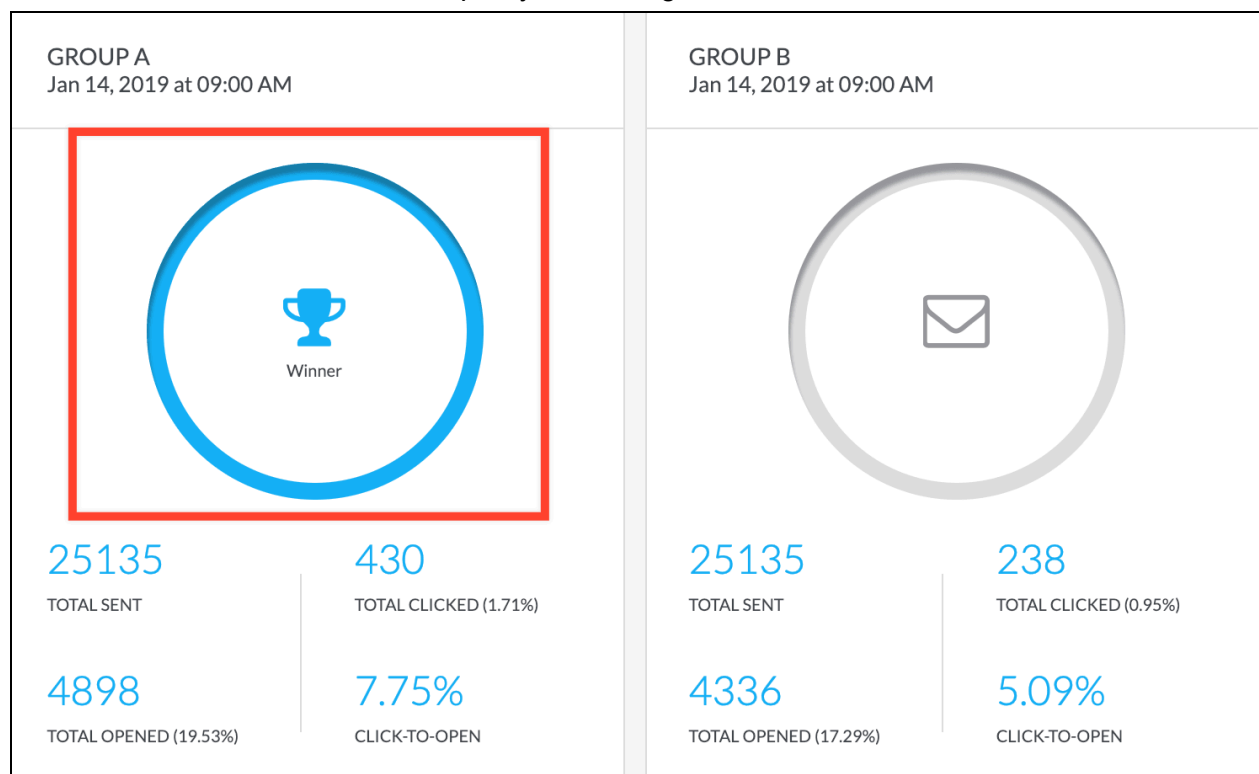 GROUP A
Jan 14, 2019 at 09:00 AM
Winner
25135
TOTAL SENT
430
TOTAL CLICKED (1.71%)
4898
TOTAL OPENED (19.53%)
7.75%
CLICK-TO-OPEN
GROUP B
Jan 14, 2019 at 09:00 AM
25135
TOTAL SENT
238
TOTAL CLICKED (0.95%)
4336
TOTAL OPENED (17.29%)
5.09%
CLICK-TO-OPEN